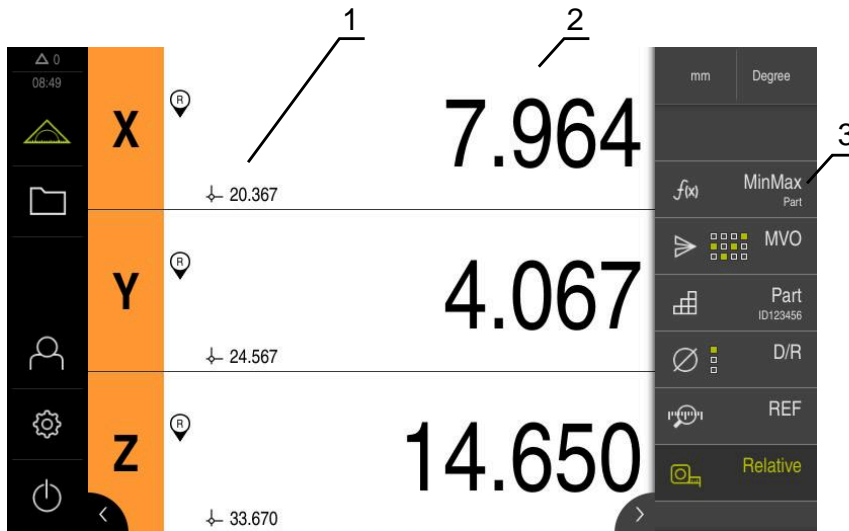 1
2
3
0
08:49
X
R
7.964
20.367
Y
R
4.067
24.567
Z
R
14.650
33.670
mm
Degree
f(x)
MinMax
Part
MVO
Part
ID123456
D/R
REF
Relative